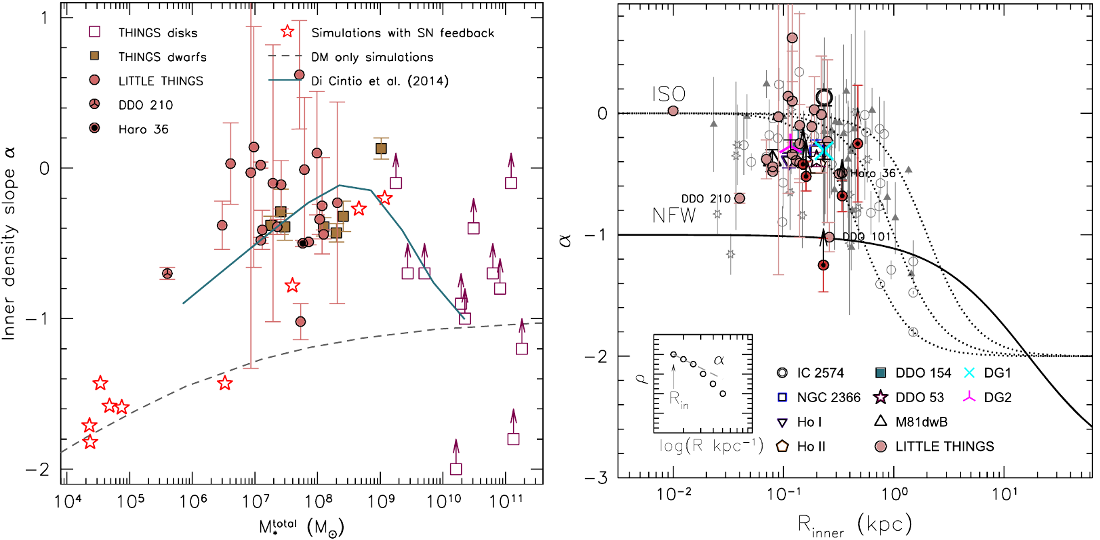 THINGS disks
THINGS dwarfs
LITTLE THINGS
DDO 210
Haro 36
Simulations with SN feedback
DM only simulations
Di Cintio et al. (2014)
Inner density slope α
1
0
−1
−2
10⁴ 10⁵ 10⁶ 10⁷ 10⁸ 10⁹ 10¹⁰ 10¹¹
M⋆ᵗᵒᵗᵃˡ (M⊙)
α
0
−1
−2
−3
ISO
NFW
DDO 210
Haro 36
DDO 101
ρ
α
R_in
log(R kpc⁻¹)
IC 2574
NGC 2366
Ho I
Ho II
DDO 154
DDO 53
M81dwB
LITTLE THINGS
DG1
DG2
10⁻² 10⁻¹ 10⁰ 10¹
R_inner (kpc)